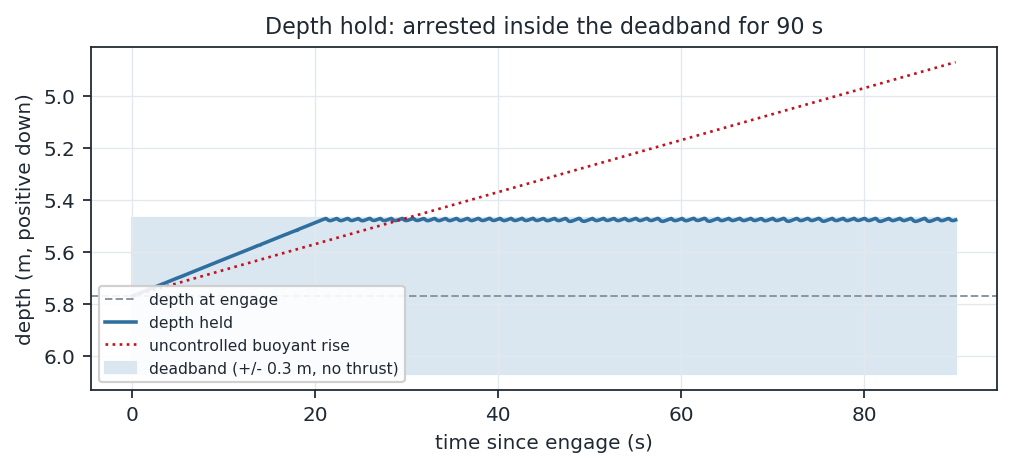 Depth hold: arrested inside the deadband for 90 s
depth (m, positive down)
5.0
5.2
5.4
5.6
5.8
6.0
depth at engage
depth held
uncontrolled buoyant rise
deadband (+/- 0.3 m, no thrust)
0
20
40
60
80
time since engage (s)